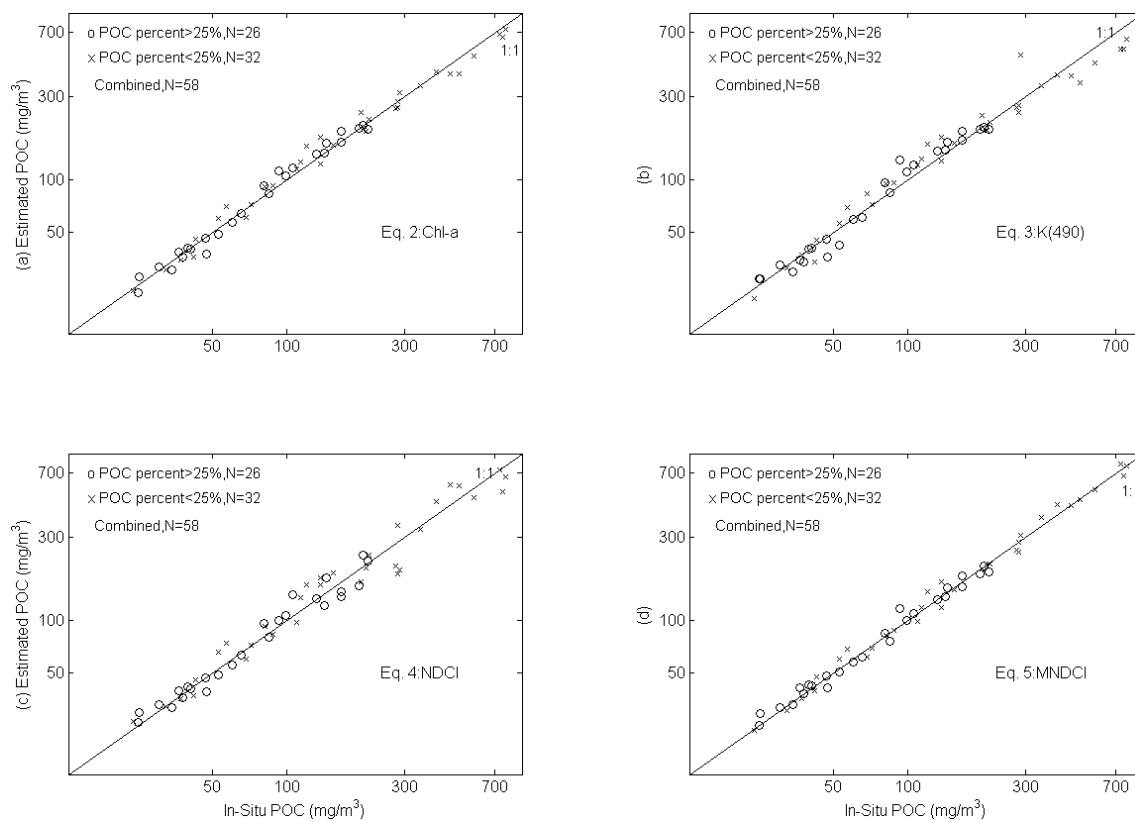 700
300
100
50
(a) Estimated POC (mg/m³)
o POC percent>25%,N=26
× POC percent<25%,N=32
Combined,N=58
1:1
Eq. 2:Chl-a
50 100 300 700
700
300
100
50
(b)
o POC percent>25%,N=26
× POC percent<25%,N=32
Combined,N=58
1:1
Eq. 3:K(490)
50 100 300 700
700
300
100
50
(c) Estimated POC (mg/m³)
o POC percent>25%,N=26
× POC percent<25%,N=32
Combined,N=58
1:1
Eq. 4:NDCI
50 100 300 700
In-Situ POC (mg/m³)
700
300
100
50
(d)
o POC percent>25%,N=26
× POC percent<25%,N=32
Combined,N=58
1:
Eq. 5:MNDCI
50 100 300 700
In-Situ POC (mg/m³)